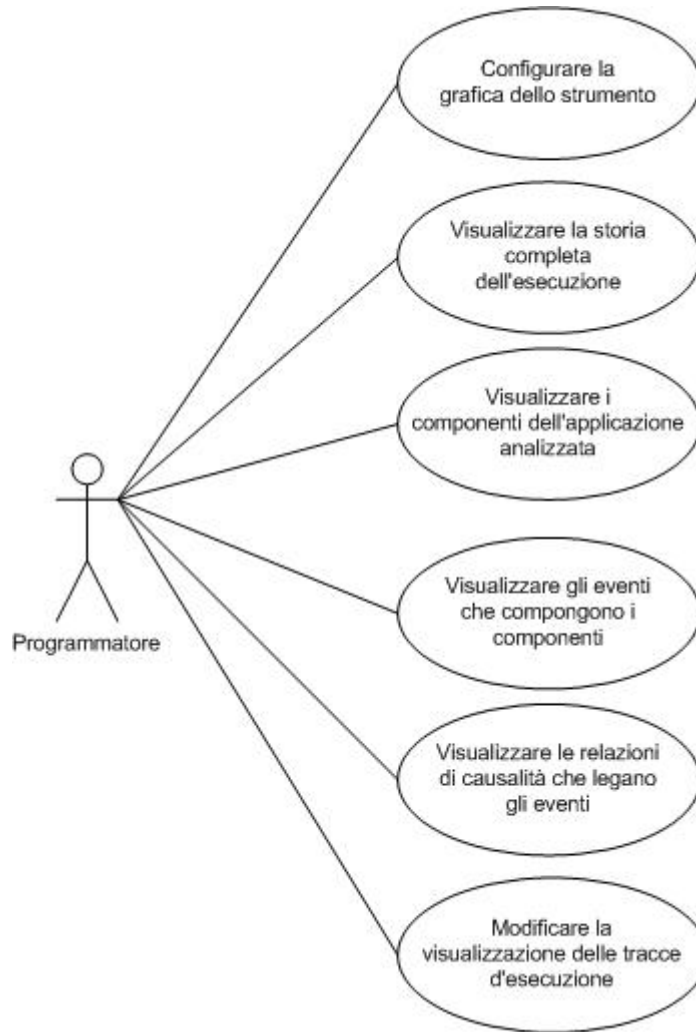 Configurare la
grafica dello strumento
Visualizzare la storia
completa
dell'esecuzione
Visualizzare i
componenti dell'applicazione
analizzata
Visualizzare gli eventi
che compongono i
componenti
Programmatore
Visualizzare le relazioni
di causalità che legano
gli eventi
Modificare la
visualizzazione delle tracce
d'esecuzione